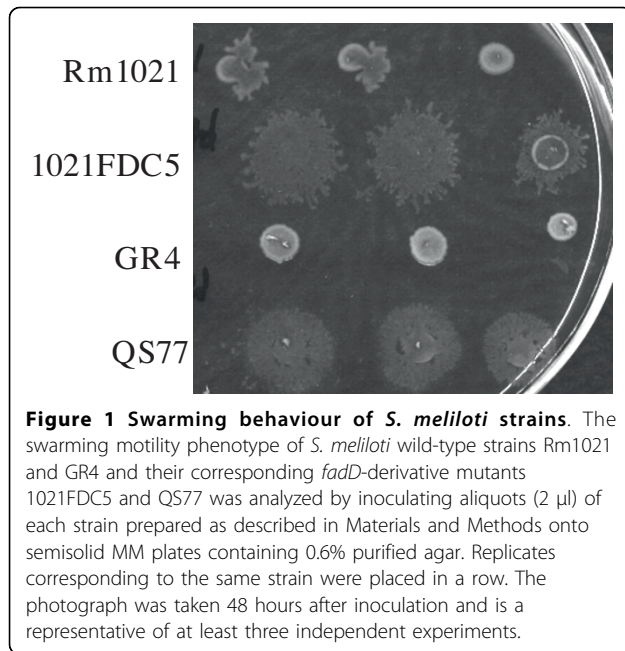 Rm1021
1021FDC5
GR4
QS77
Figure 1 Swarming behaviour of S. meliloti strains. The
swarming motility phenotype of S. meliloti wild-type strains Rm1021
and GR4 and their corresponding fadD-derivative mutants
1021FDC5 and QS77 was analyzed by inoculating aliquots (2 μl) of
each strain prepared as described in Materials and Methods onto
semisolid MM plates containing 0.6% purified agar. Replicates
corresponding to the same strain were placed in a row. The
photograph was taken 48 hours after inoculation and is a
representative of at least three independent experiments.